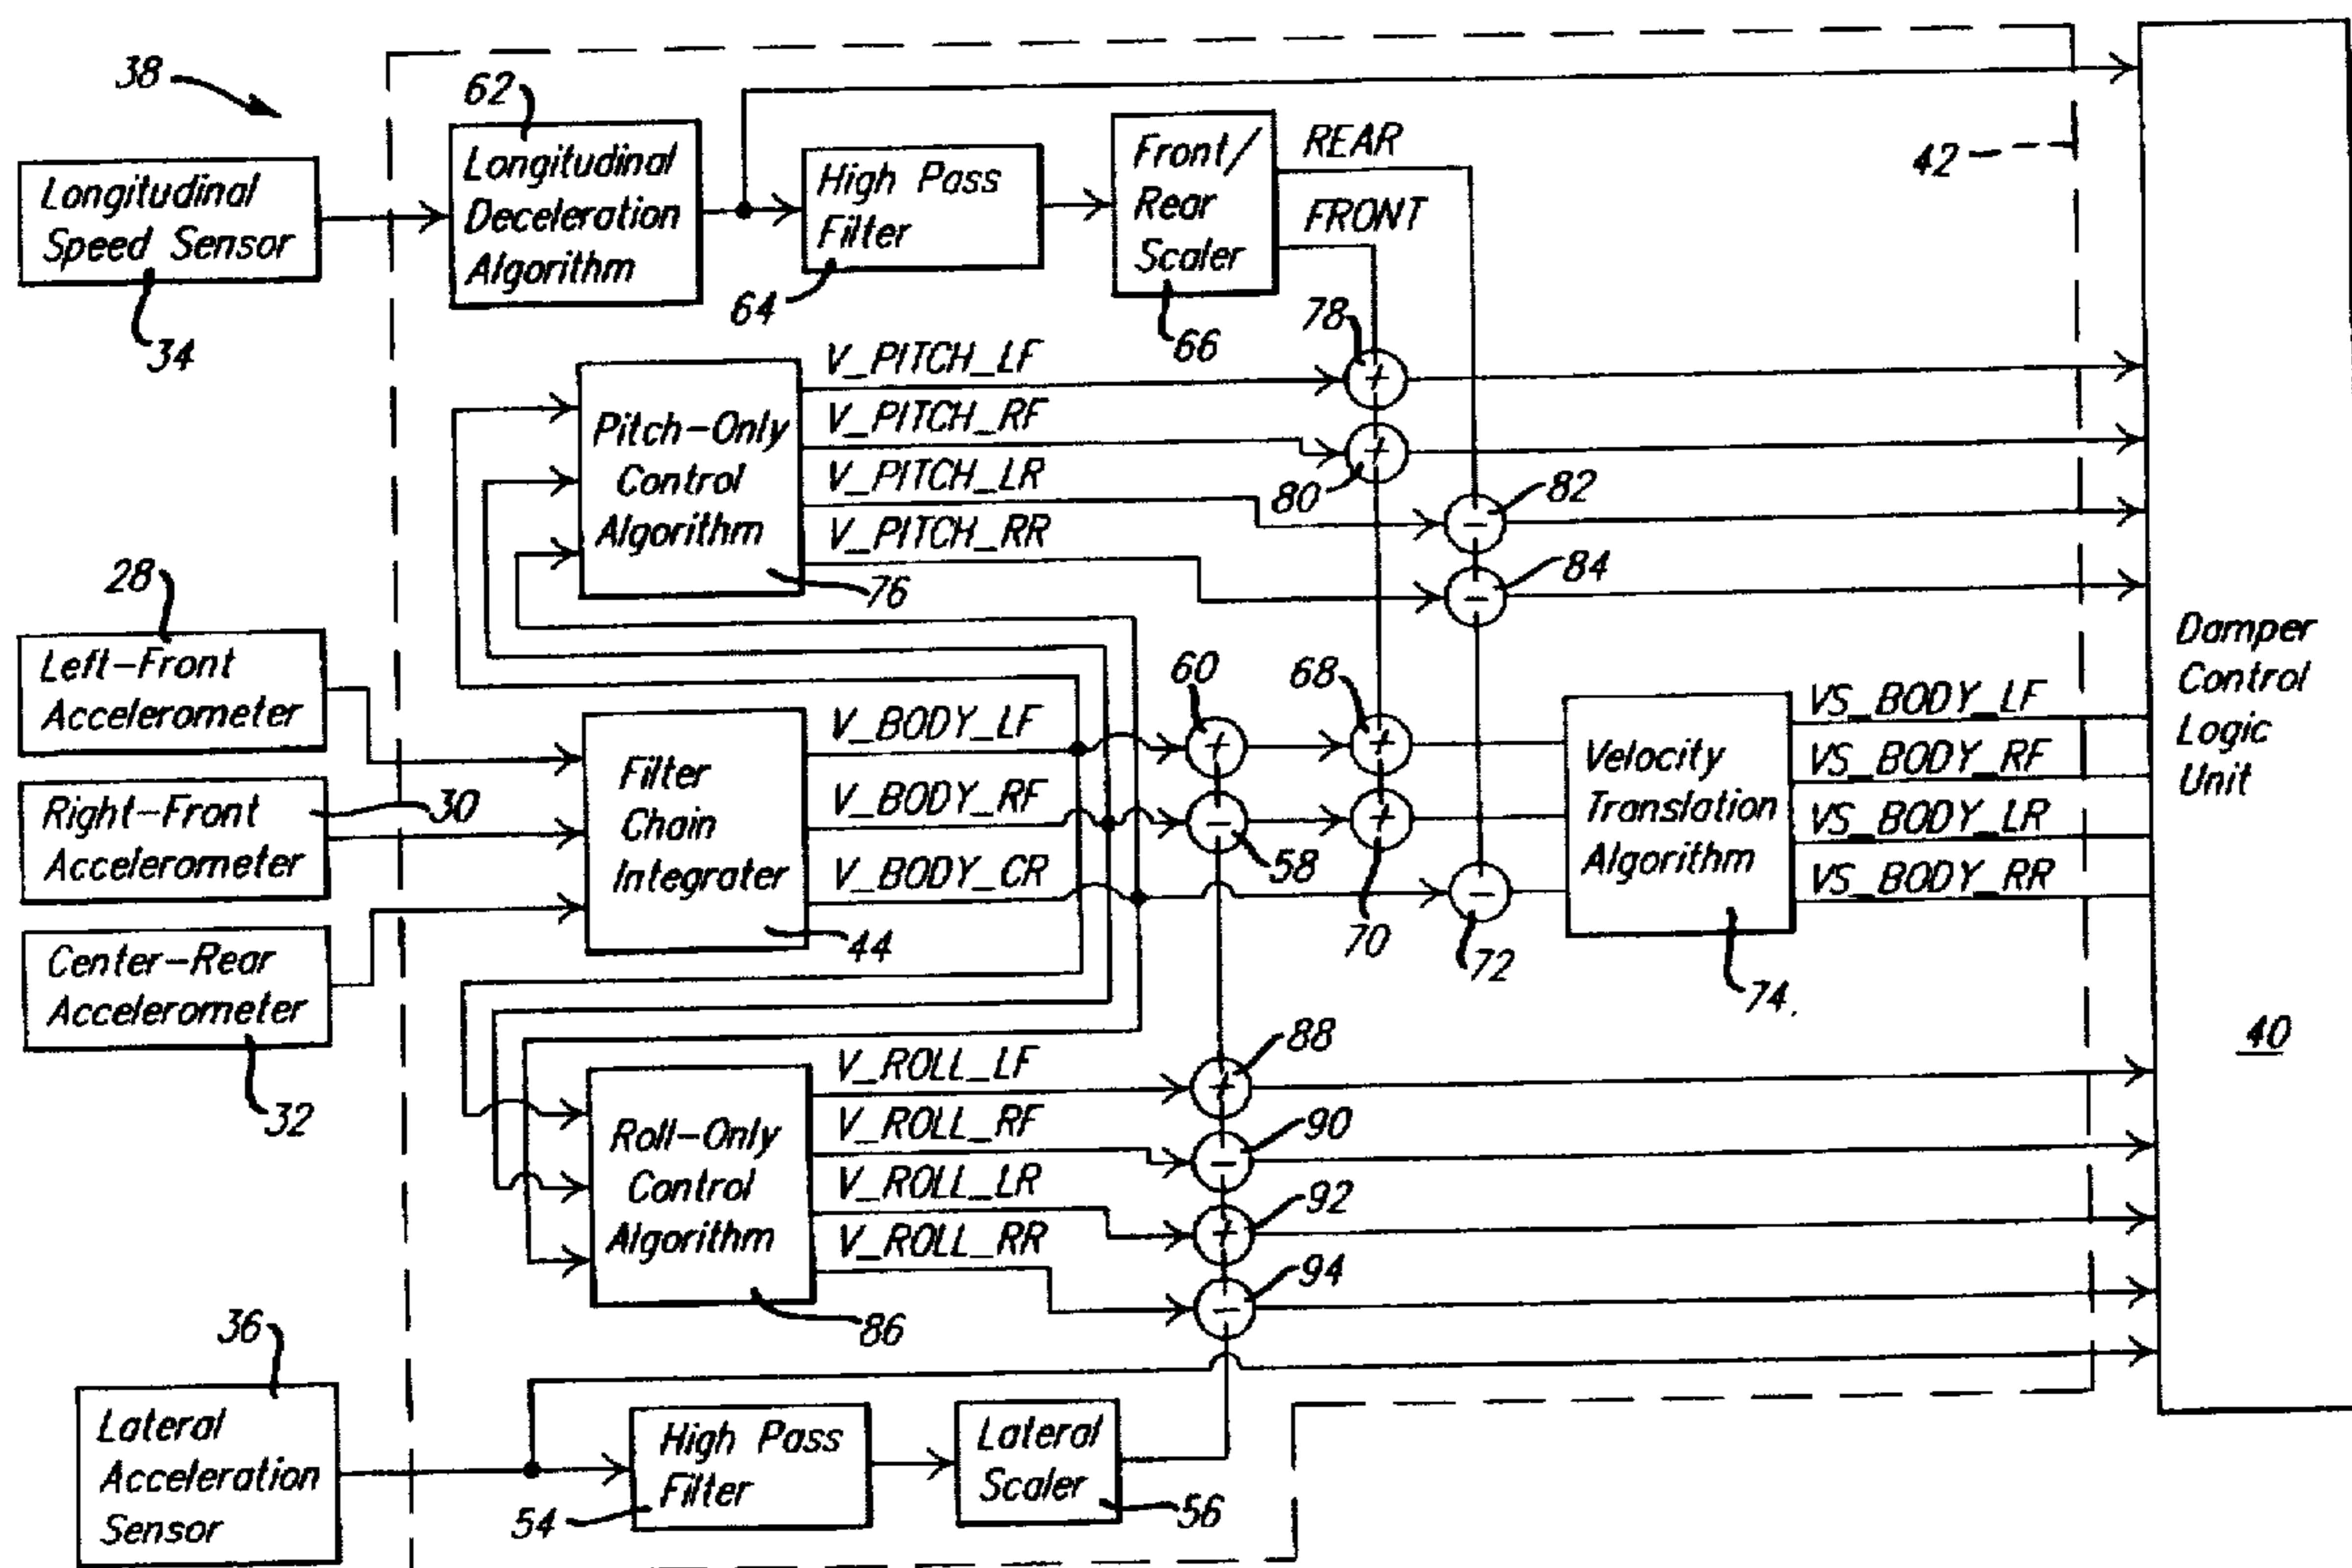 38
62
Longitudinal
Speed Sensor
34
Longitudinal
Deceleration
Algorithm
High Pass
Filter
64
Front/
Rear
Scaler
66
REAR
FRONT
42
78
V_PITCH_LF
+
V_PITCH_RF
+
80
V_PITCH_LR
−
82
V_PITCH_RR
−
84
Pitch-Only
Control
Algorithm
76
28
Left-Front
Accelerometer
Right-Front
Accelerometer
30
Center-Rear
Accelerometer
32
Filter
Chain
Integrater
44
V_BODY_LF
V_BODY_RF
V_BODY_CR
60
+
−
58
68
+
+
70
−
72
Velocity
Translation
Algorithm
74
VS_BODY_LF
VS_BODY_RF
VS_BODY_LR
VS_BODY_RR
Damper
Control
Logic
Unit
40
Roll-Only
Control
Algorithm
86
V_ROLL_LF
+
88
V_ROLL_RF
−
90
V_ROLL_LR
+
92
V_ROLL_RR
−
94
36
Lateral
Acceleration
Sensor
High Pass
Filter
54
Lateral
Scaler
56